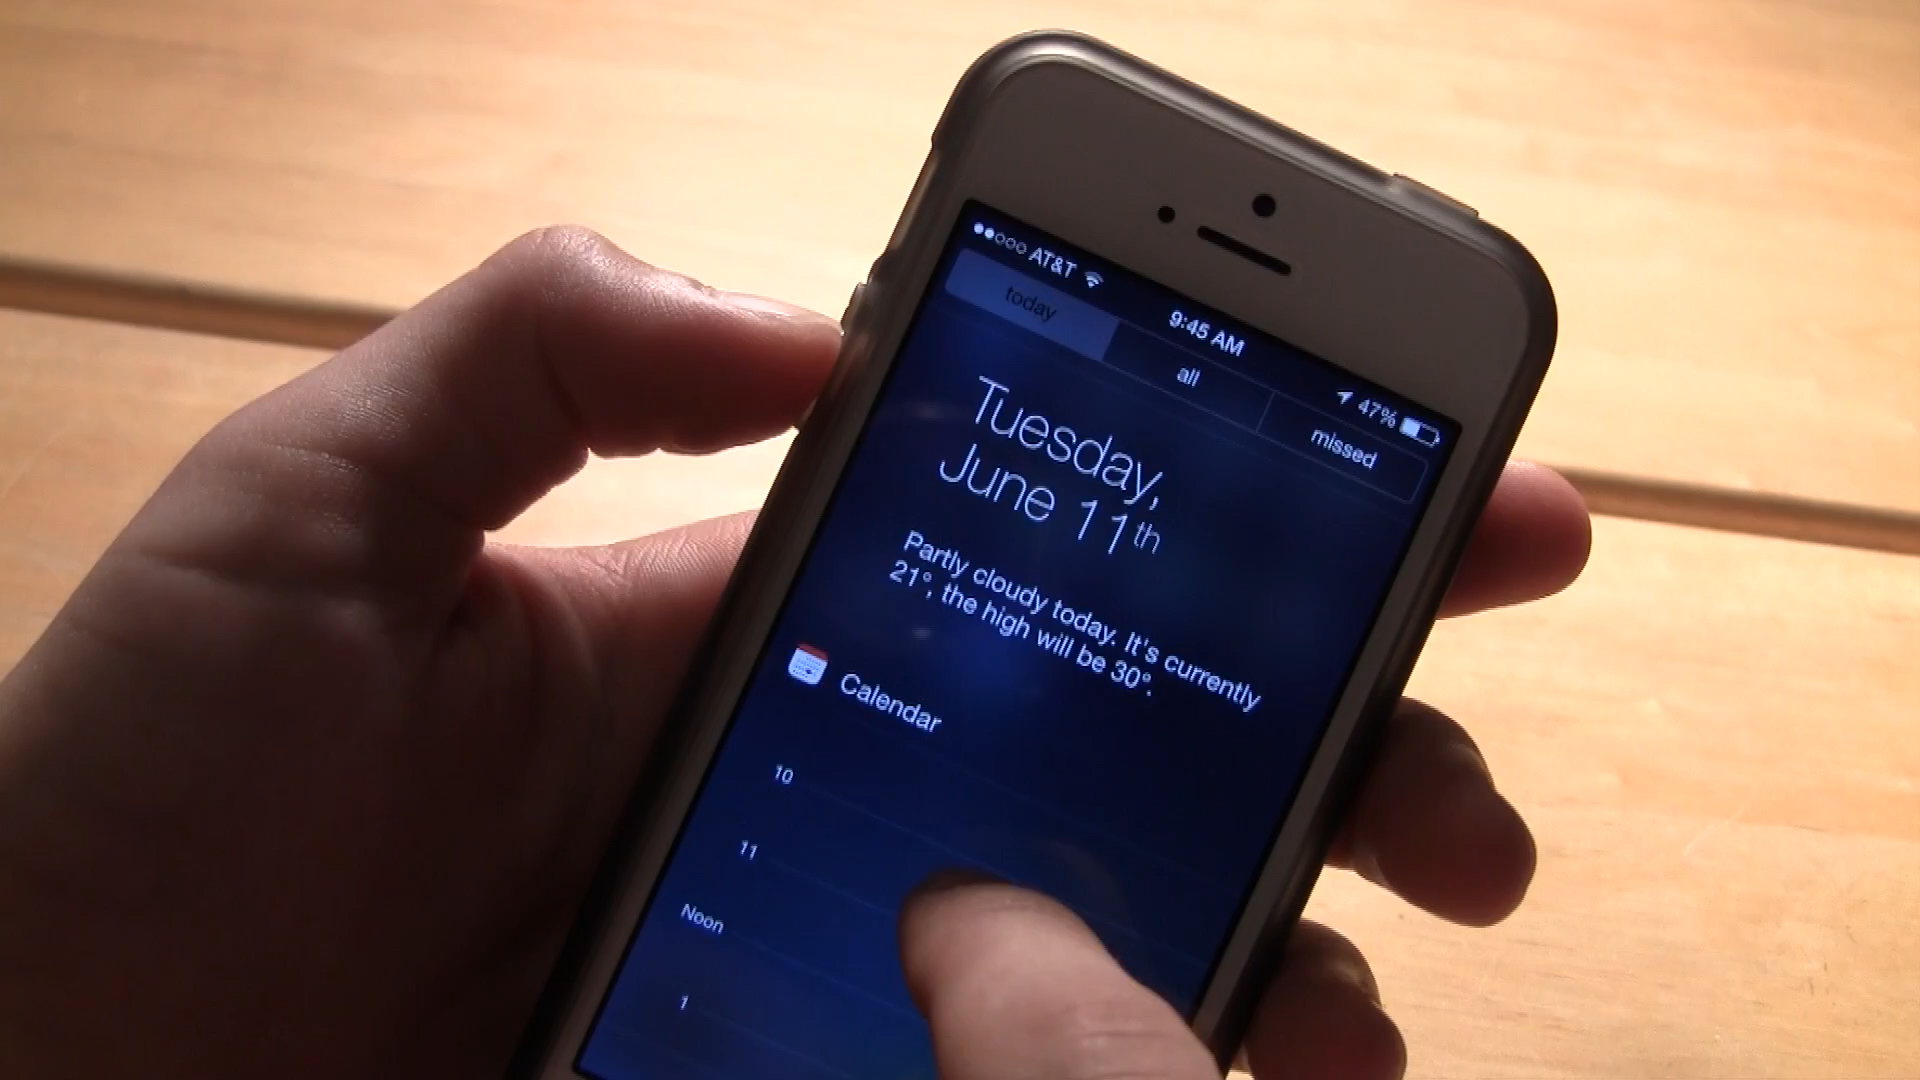 AT&T 9:45 AM 47%
today all missed
Tuesday,
June 11th
Partly cloudy today. It's currently
21°, the high will be 30°.
Calendar
10
11
Noon
1